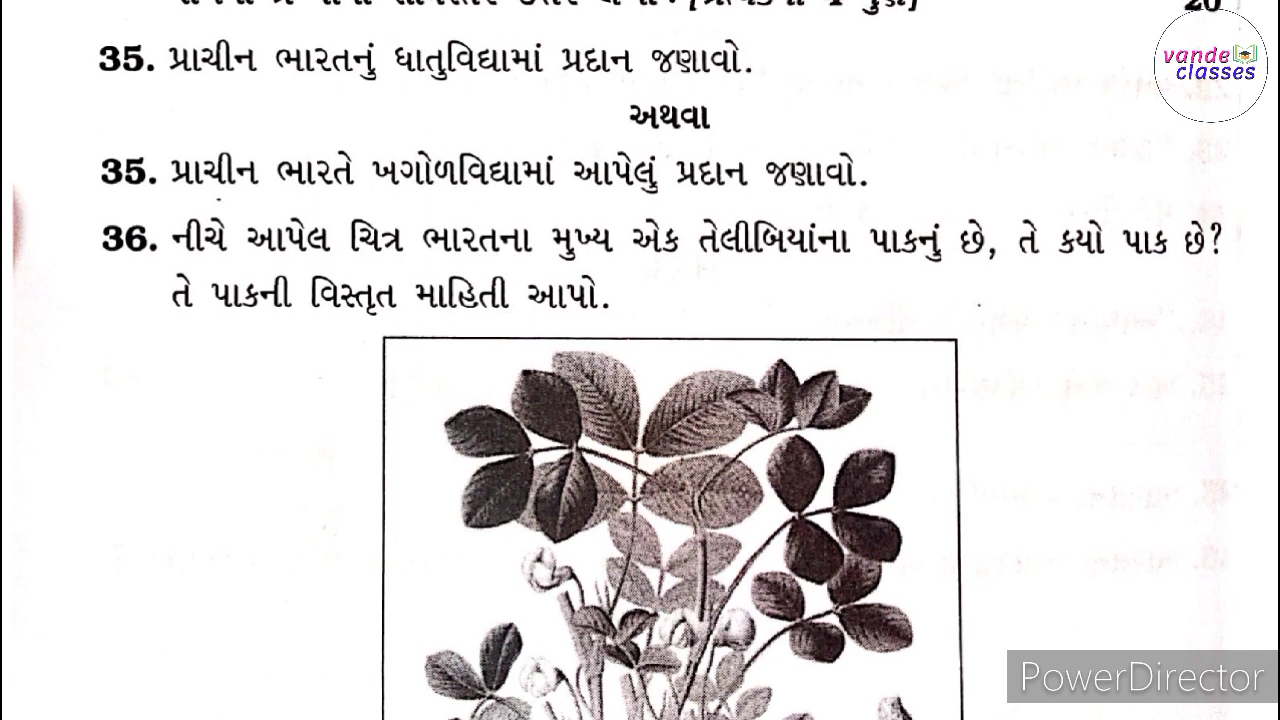 20
35. પ્રાચીન ભારતનું ધાતુવિદ્યામાં પ્રદાન જણાવો.
અથવા
35. પ્રાચીન ભારતે ખગોળવિદ્યામાં આપેલું પ્રદાન જણાવો.
36. નીચે આપેલ ચિત્ર ભારતના મુખ્ય એક તેલીબિયાંના પાકનું છે, તે કયો પાક છે?
તે પાકની વિસ્તૃત માહિતી આપો.
vande
classes
PowerDirector